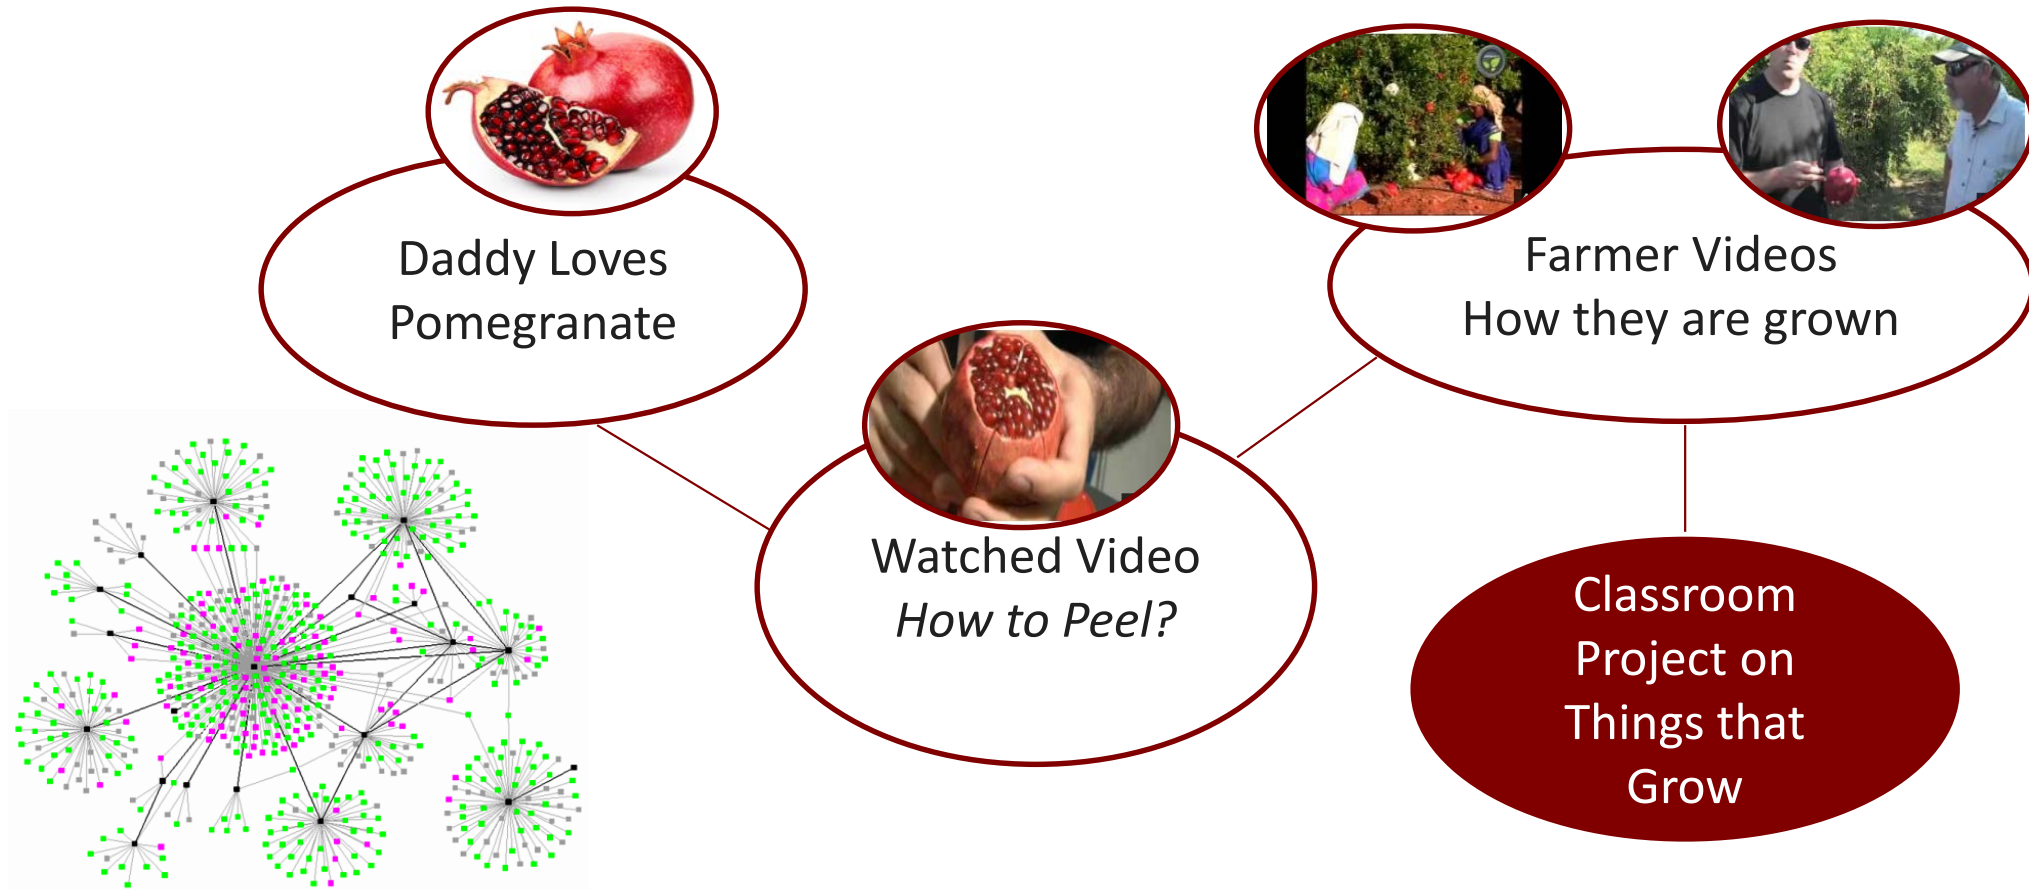 Daddy Loves
Pomegranate
Watched Video
How to Peel?
Farmer Videos
How they are grown
Classroom
Project on
Things that
Grow